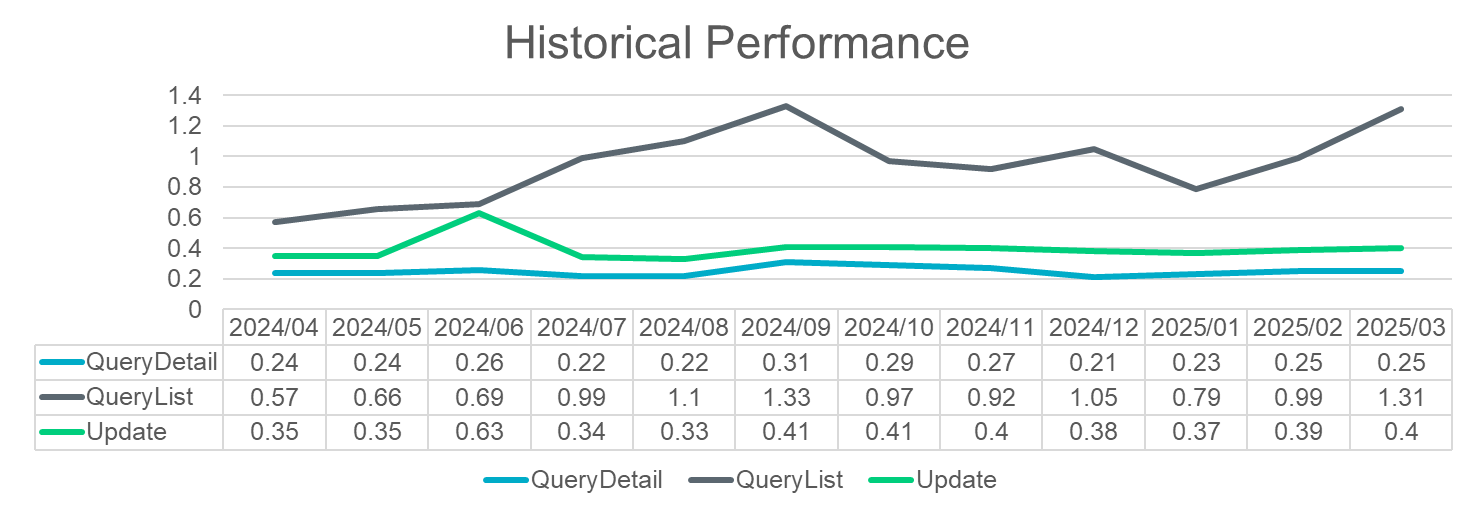 Historical Performance
1.4
1.2
1
0.8
0.6
0.4
0.2
0
2024/04 2024/05 2024/06 2024/07 2024/08 2024/09 2024/10 2024/11 2024/12 2025/01 2025/02 2025/03
QueryDetail 0.24 0.24 0.26 0.22 0.22 0.31 0.29 0.27 0.21 0.23 0.25 0.25
QueryList 0.57 0.66 0.69 0.99 1.1 1.33 0.97 0.92 1.05 0.79 0.99 1.31
Update 0.35 0.35 0.63 0.34 0.33 0.41 0.41 0.4 0.38 0.37 0.39 0.4
QueryDetail QueryList Update